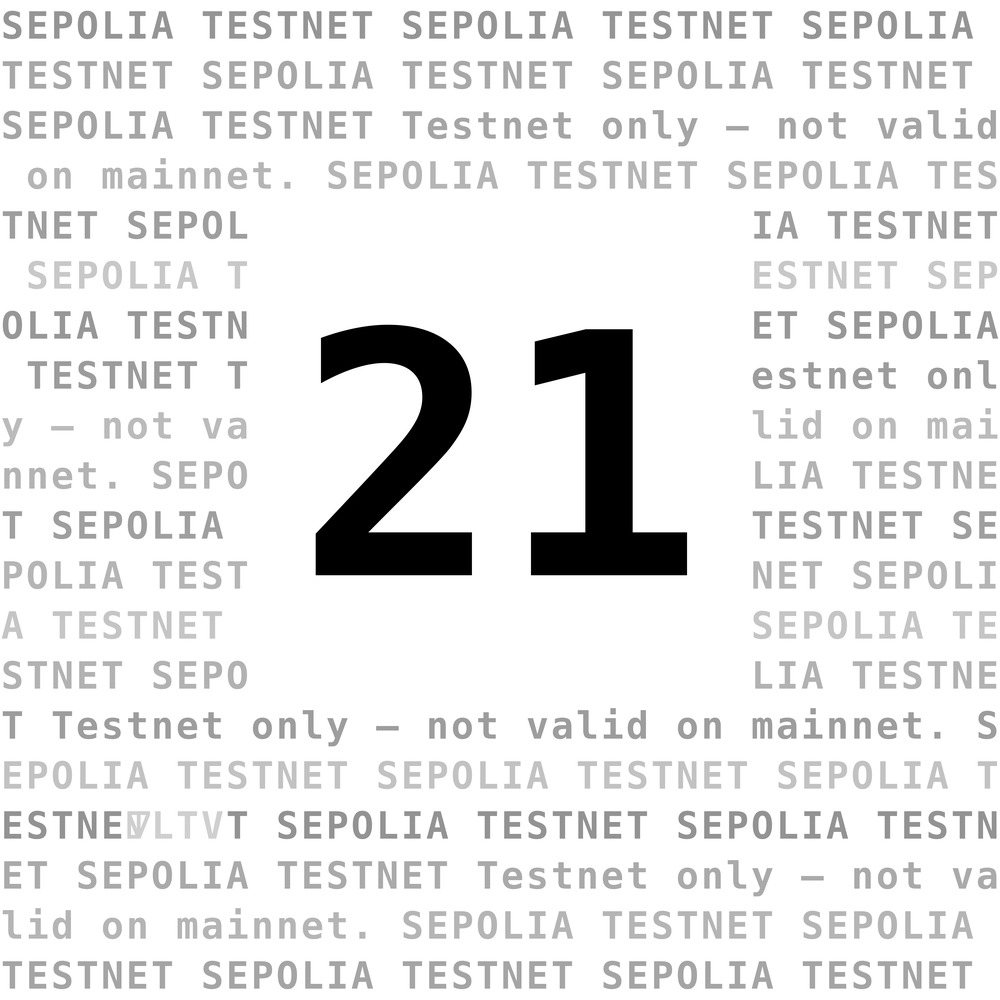 SEPOLIA TESTNET SEPOLIA TESTNET SEPOLIA
TESTNET SEPOLIA TESTNET SEPOLIA TESTNET
SEPOLIA TESTNET Testnet only — not valid
on mainnet. SEPOLIA TESTNET SEPOLIA TES
TNET SEPOL IA TESTNET
SEPOLIA T ESTNET SEP
OLIA TESTN ET SEPOLIA
TESTNET T estnet onl
y — not va lid on mai
21
nnet. SEPO LIA TESTNE
T SEPOLIA TESTNET SE
POLIA TEST NET SEPOLI
A TESTNET SEPOLIA TE
STNET SEPO LIA TESTNE
T Testnet only — not valid on mainnet. S
EPOLIA TESTNET SEPOLIA TESTNET SEPOLIA T
ESTNE LTV T SEPOLIA TESTNET SEPOLIA TESTN
ET SEPOLIA TESTNET Testnet only — not va
lid on mainnet. SEPOLIA TESTNET SEPOLIA
TESTNET SEPOLIA TESTNET SEPOLIA TESTNET